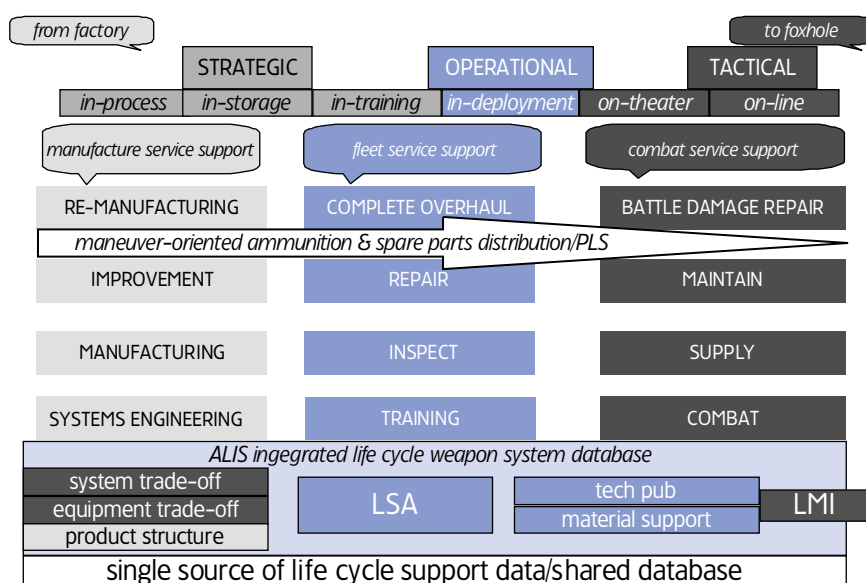 from factory
to foxhole
STRATEGIC
OPERATIONAL
TACTICAL
in-process
in-storage
in-training
in-deployment
on-theater
on-line
manufacture service support
fleet service support
combat service support
RE-MANUFACTURING
COMPLETE OVERHAUL
BATTLE DAMAGE REPAIR
maneuver-oriented ammunition & spare parts distribution/PLS
IMPROVEMENT
REPAIR
MAINTAIN
MANUFACTURING
INSPECT
SUPPLY
SYSTEMS ENGINEERING
TRAINING
COMBAT
ALIS ingegrated life cycle weapon system database
system trade-off
equipment trade-off
product structure
LSA
tech pub
material support
LMI
single source of life cycle support data/shared database